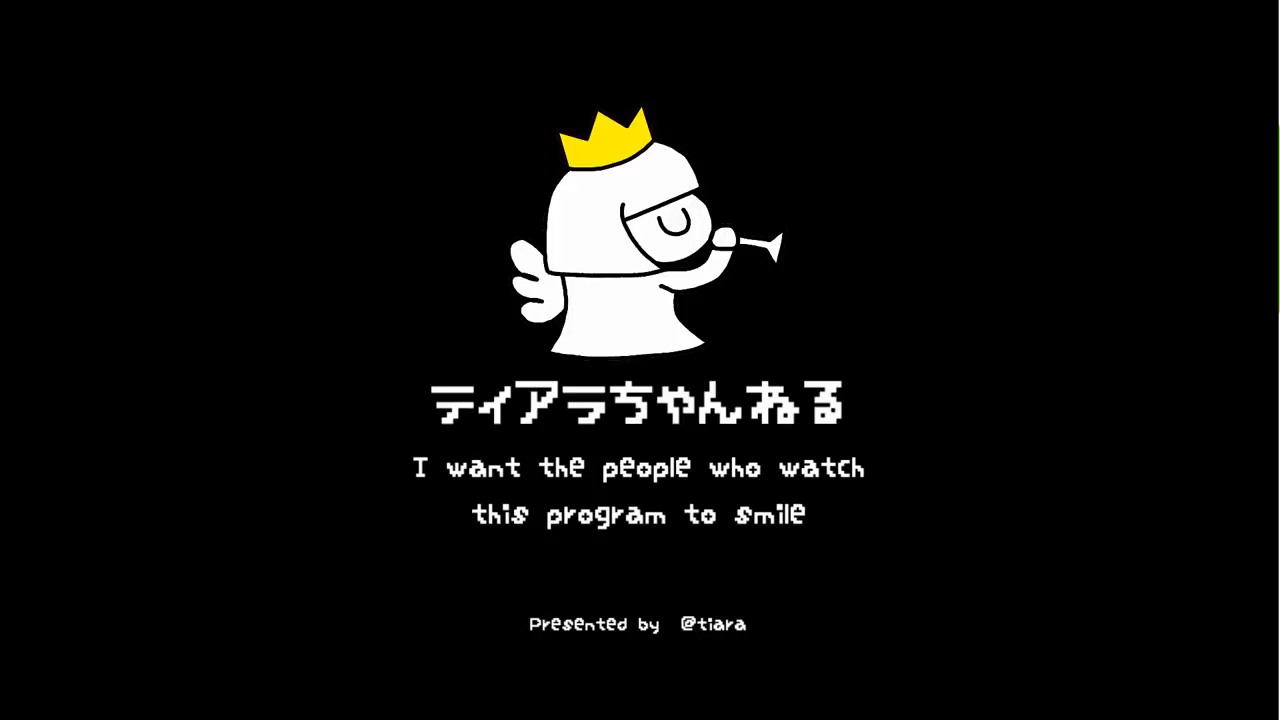 ティアラちゃんねる
I want the people who watch
this program to smile
Presented by @tiara